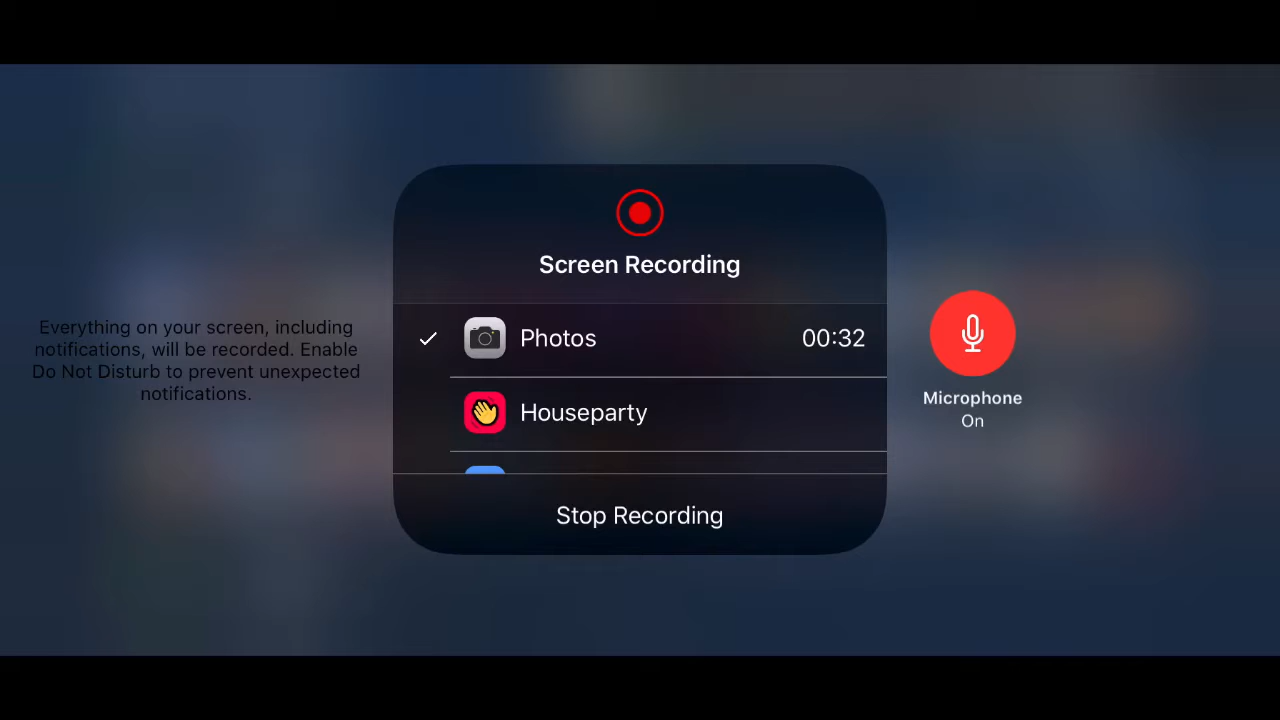 Screen Recording
Everything on your screen, including
notifications, will be recorded. Enable
Do Not Disturb to prevent unexpected
notifications.
Photos 00:32
Houseparty
Stop Recording
Microphone
On